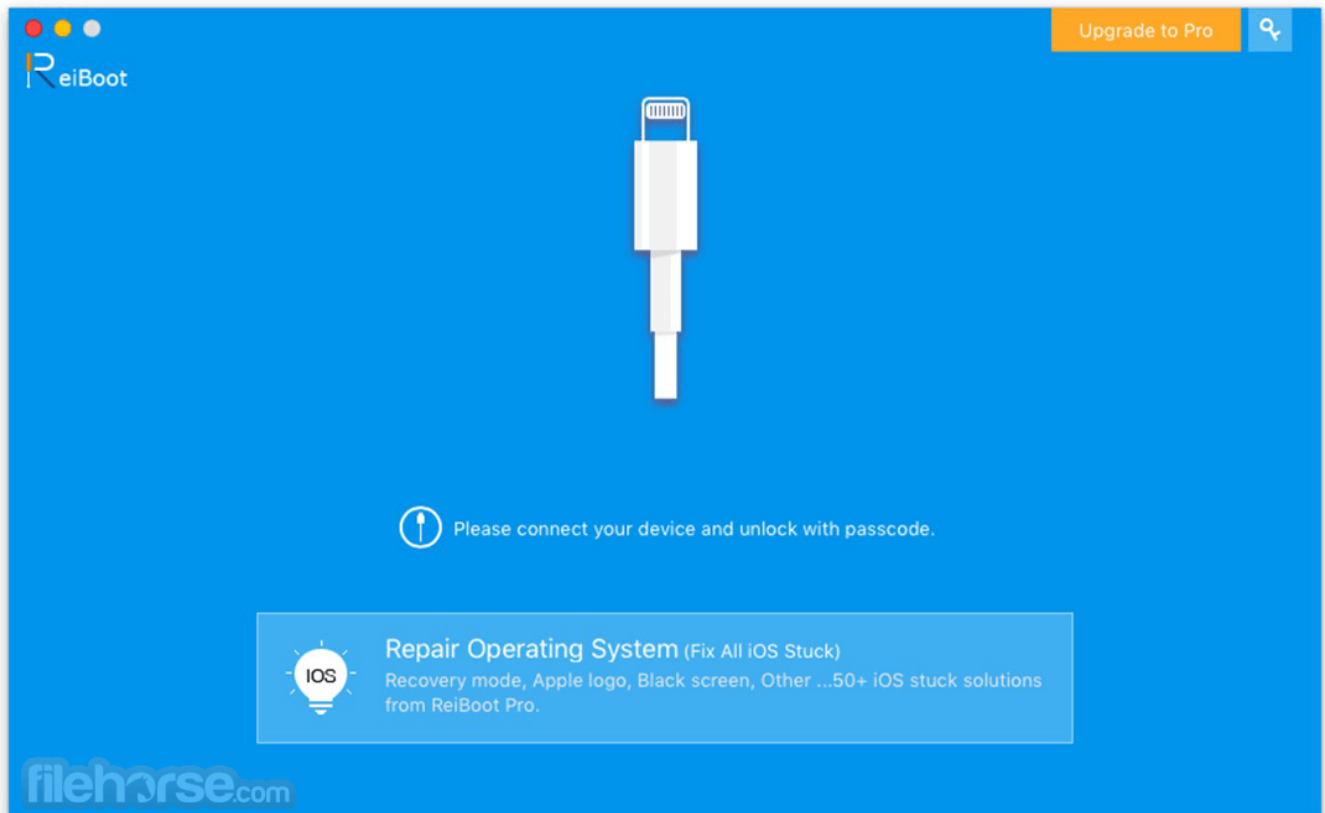 Upgrade to Pro
ReiBoot
Please connect your device and unlock with passcode.
Repair Operating System (Fix All iOS Stuck)
IOS
Recovery mode, Apple logo, Black screen, Other ...50+ iOS stuck solutions
from ReiBoot Pro.
filehorse.com